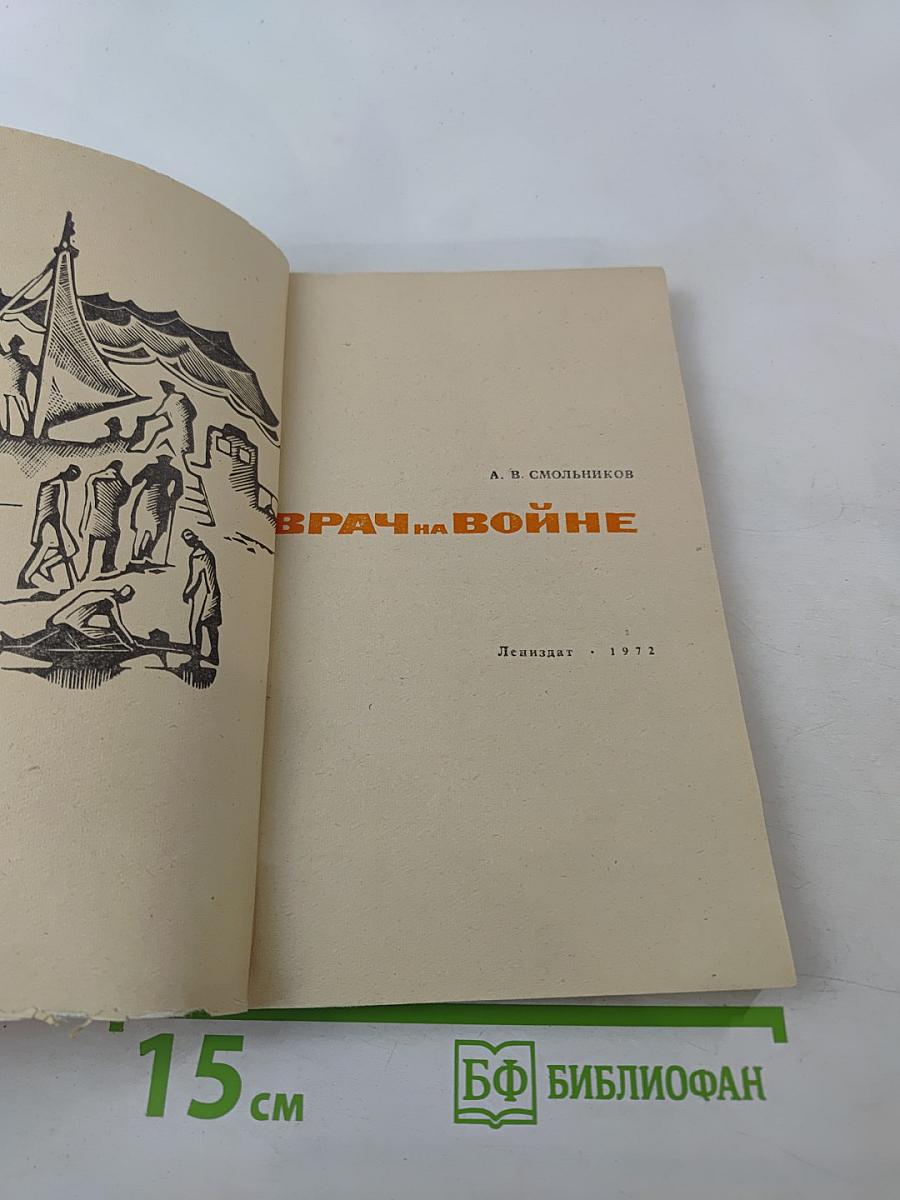 А. В. СМОЛЬНИКОВ
ВРАЧ НА ВОЙНЕ
Лениздат · 1972
15 см
БФ БИБЛИОФАН